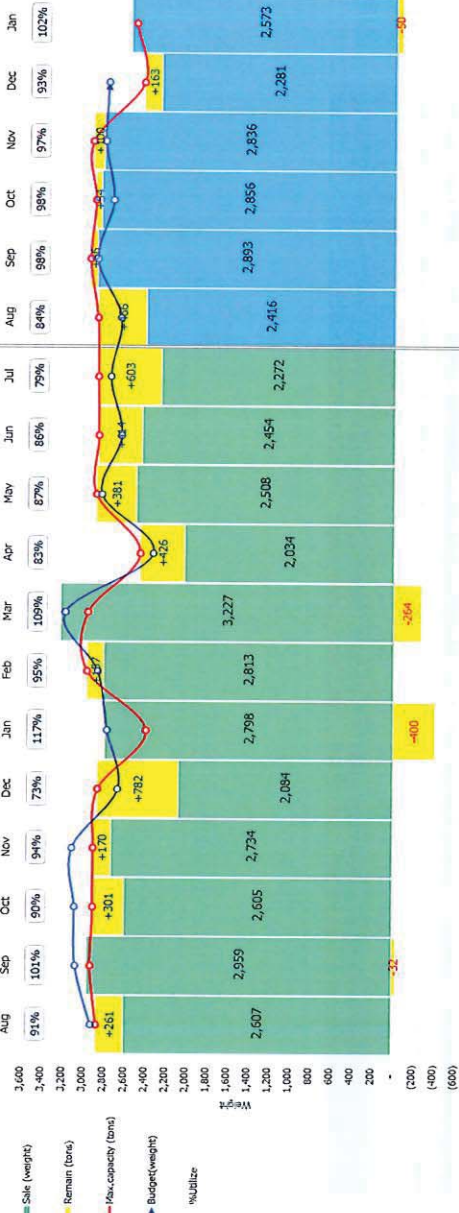 Aug Sep Oct Nov Dec Jan Feb Mar Apr May Jun Jul Aug Sep Oct Nov Dec Jan
91% 101% 90% 94% 73% 117% 95% 109% 83% 87% 86% 79% 84% 98% 98% 97% 93% 102%
Sale (weight)
Remain (tons)
Max.capacity (tons)
Budget(weight)
%Utilize
Weight
3,600
3,400
3,200
3,000
2,800
2,600
2,400
2,200
2,000
1,800
1,600
1,400
1,200
1,000
800
600
400
200
-
(200)
(400)
(600)
+261 +301 +170 +782 +426 +381 +603 +163
2,607 2,959 2,605 2,734 2,084 2,798 2,813 3,227 2,034 2,508 2,454 2,272 2,416 2,893 2,856 2,836 2,281 2,573
-32 -400 -264 -50